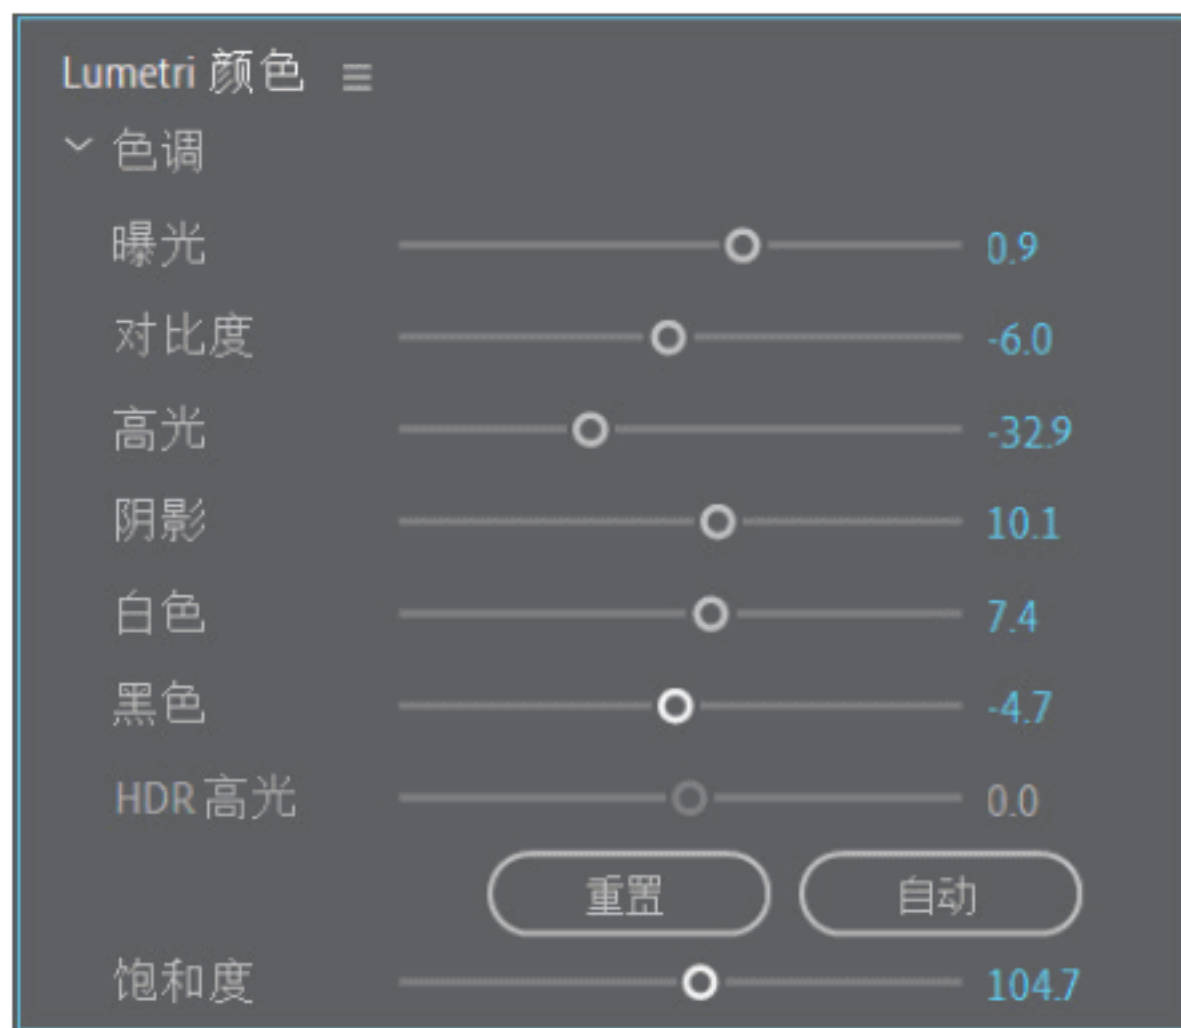 Lumetri 颜色
色调
曝光 0.9
对比度 -6.0
高光 -32.9
阴影 10.1
白色 7.4
黑色 -4.7
HDR 高光 0.0
重置 自动
饱和度 104.7